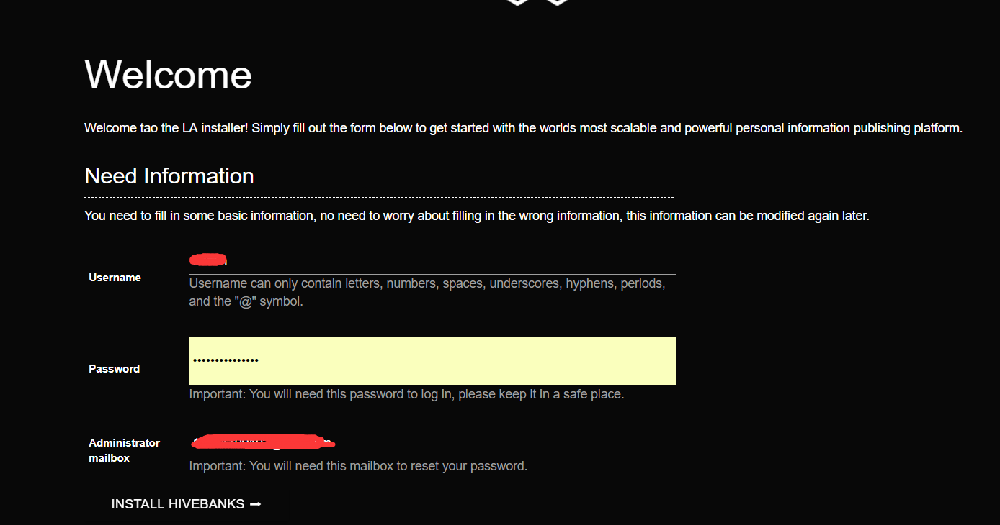 Welcome
Welcome tao the LA installer! Simply fill out the form below to get started with the worlds most scalable and powerful personal information publishing platform.
Need Information
You need to fill in some basic information, no need to worry about filling in the wrong information, this information can be modified again later.
Username
Username can only contain letters, numbers, spaces, underscores, hyphens, periods,
and the "@" symbol.
Password
•••••••••••••••
Important: You will need this password to log in, please keep it in a safe place.
Administrator
mailbox
Important: You will need this mailbox to reset your password.
INSTALL HIVEBANKS ➞